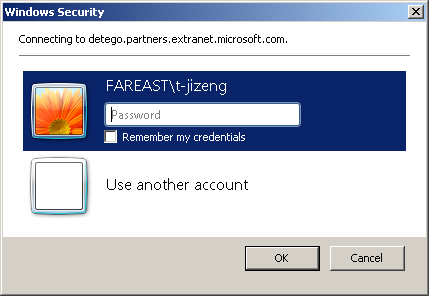 Windows Security
Connecting to detego.partners.extranet.microsoft.com.
FAREAST\t-jizeng
Password
Remember my credentials
Use another account
OK
Cancel